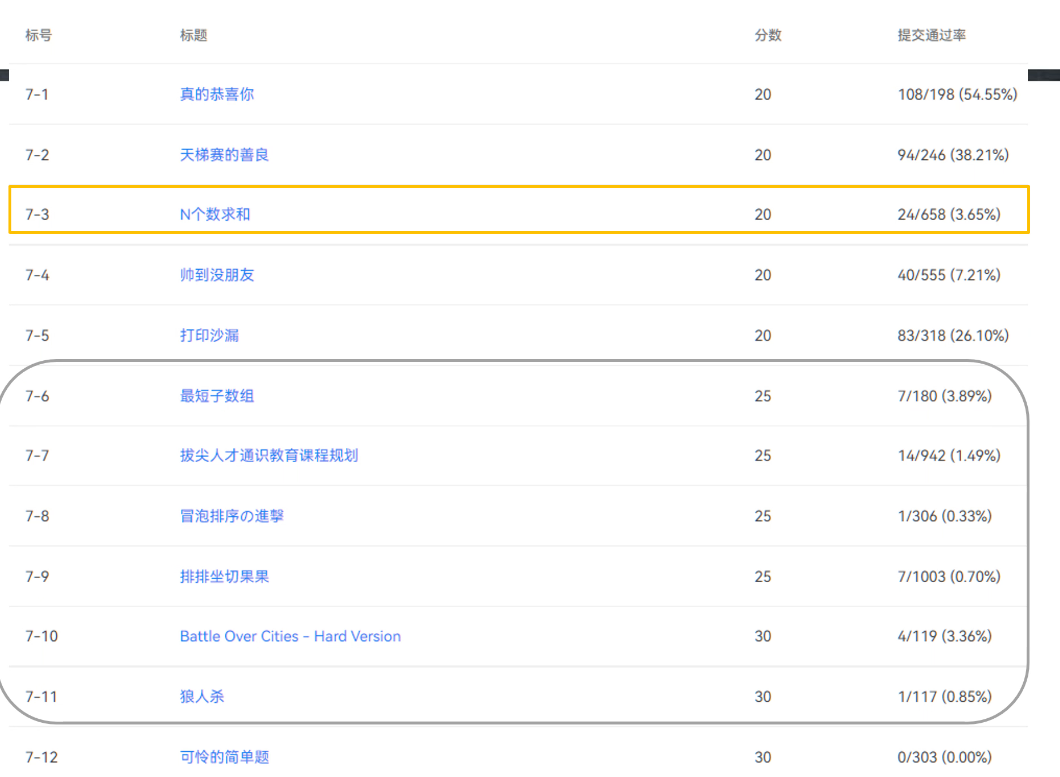 标号 标题 分数 提交通过率
7-1 真的恭喜你 20 108/198 (54.55%)
7-2 天梯赛的善良 20 94/246 (38.21%)
7-3 N个数求和 20 24/658 (3.65%)
7-4 帅到没朋友 20 40/555 (7.21%)
7-5 打印沙漏 20 83/318 (26.10%)
7-6 最短子数组 25 7/180 (3.89%)
7-7 拔尖人才通识教育课程规划 25 14/942 (1.49%)
7-8 冒泡排序の進撃 25 1/306 (0.33%)
7-9 排排坐切果果 25 7/1003 (0.70%)
7-10 Battle Over Cities - Hard Version 30 4/119 (3.36%)
7-11 狼人杀 30 1/117 (0.85%)
7-12 可怜的简单题 30 0/303 (0.00%)